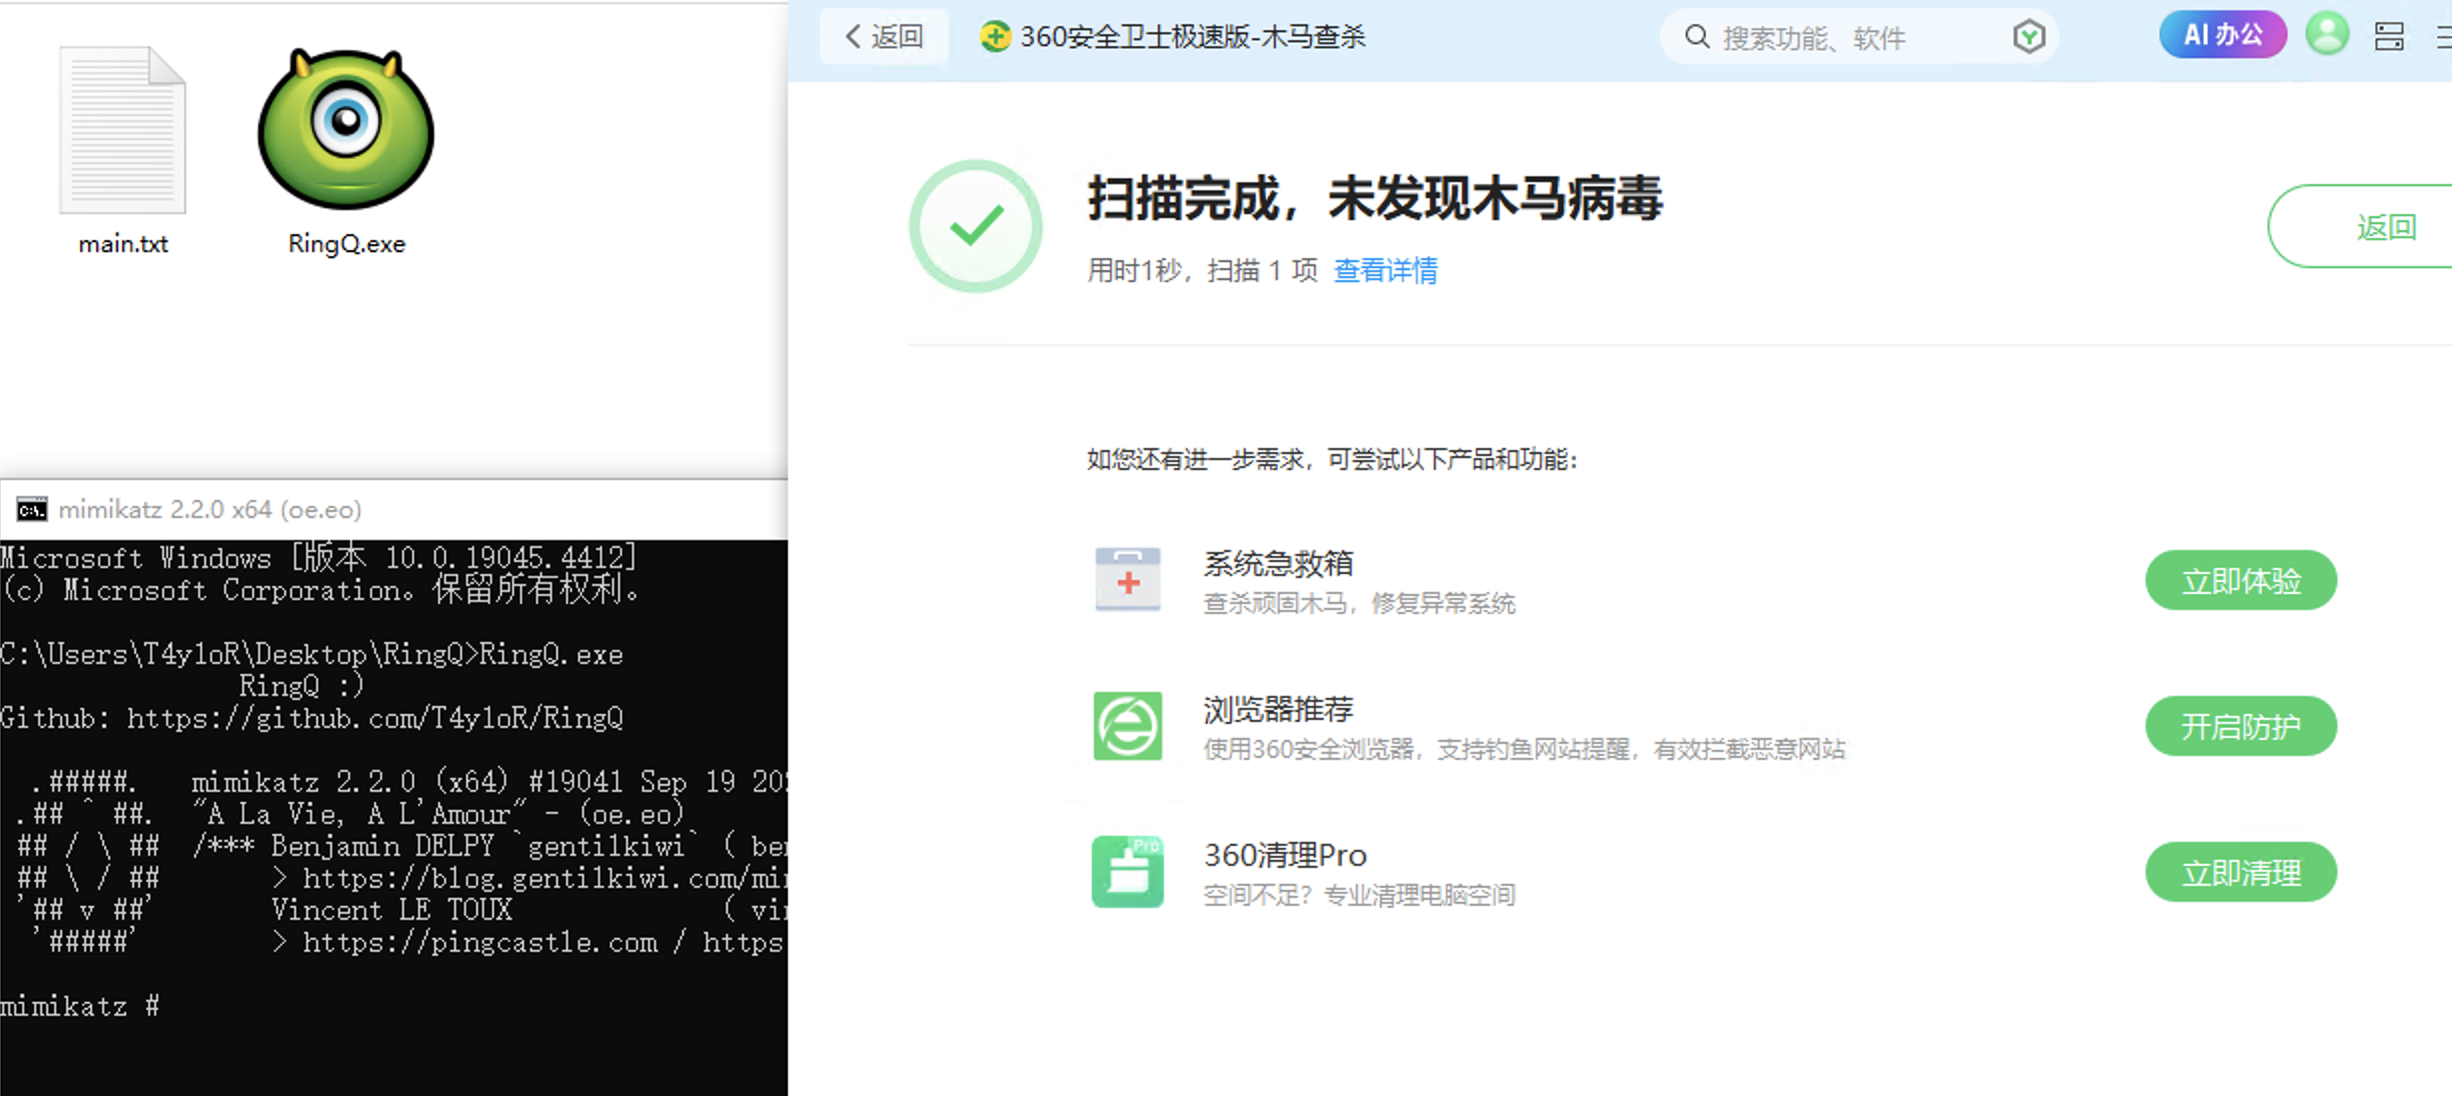 main.txt
RingQ.exe
mimikatz 2.2.0 x64 (oe.eo)
Microsoft Windows [版本 10.0.19045.4412]
(c) Microsoft Corporation。保留所有权利。
C:\Users\T4y1oR\Desktop\RingQ>RingQ.exe
RingQ :)
Github: https://github.com/T4y1oR/RingQ
.#####.   mimikatz 2.2.0 (x64) #19041 Sep 19 20
.## ^ ##.  "A La Vie, A L'Amour" - (oe.eo)
## / \ ##  /*** Benjamin DELPY `gentilkiwi` ( ben
## \ / ##       > https://blog.gentilkiwi.com/mi
'## v ##'       Vincent LE TOUX             ( vi
'#####'        > https://pingcastle.com / https
mimikatz #
返回
360安全卫士极速版-木马查杀
搜索功能、软件
AI 办公
扫描完成，未发现木马病毒
用时1秒，扫描 1 项 查看详情
返回
如您还有进一步需求，可尝试以下产品和功能：
系统急救箱
查杀顽固木马，修复异常系统
立即体验
浏览器推荐
使用360安全浏览器，支持钓鱼网站提醒，有效拦截恶意网站
开启防护
Pro
360清理Pro
空间不足？专业清理电脑空间
立即清理